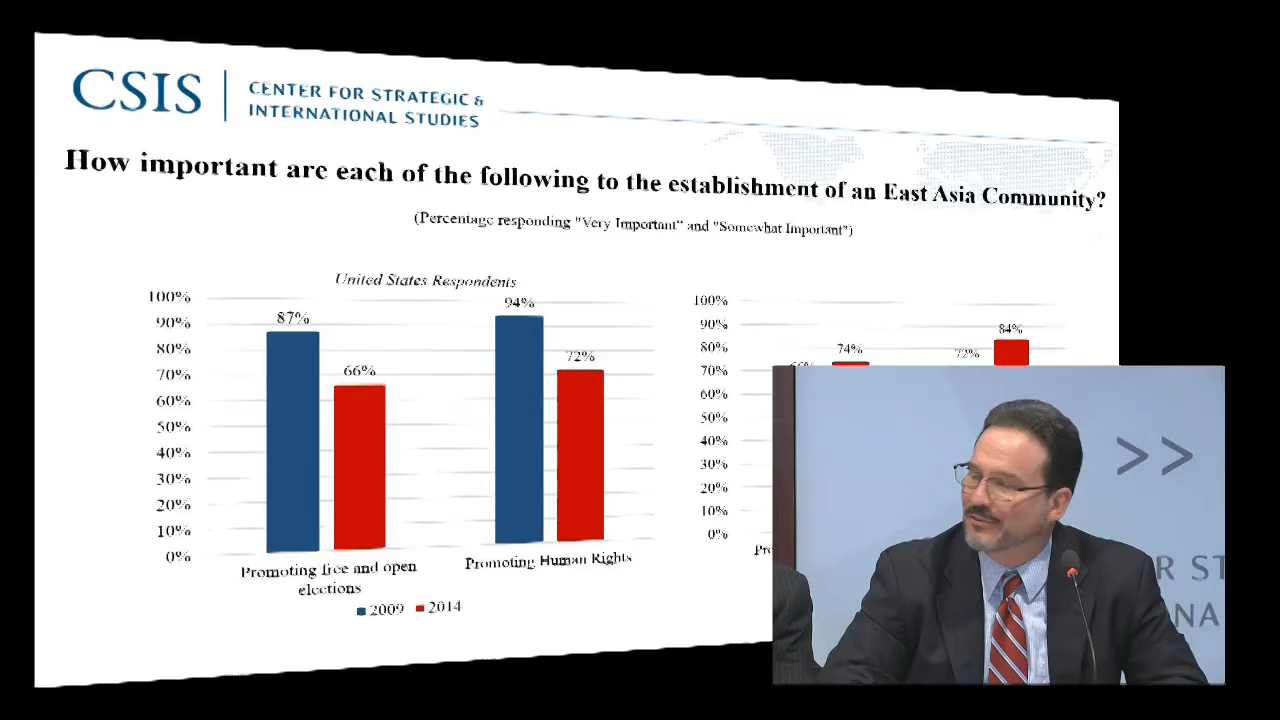 CSIS
CENTER FOR STRATEGIC &
INTERNATIONAL STUDIES
How important are each of the following to the establishment of an East Asia Community?
(Percentage responding "Very Important" and "Somewhat Important")
United States Respondents
100%
90%
80%
70%
60%
50%
40%
30%
20%
10%
0%
87%
66%
94%
72%
Promoting free and open
elections
Promoting Human Rights
2009 2014
100%
90%
80%
70%
60%
50%
40%
30%
20%
10%
0%
66%
74%
72%
84%
>>
R ST
NA